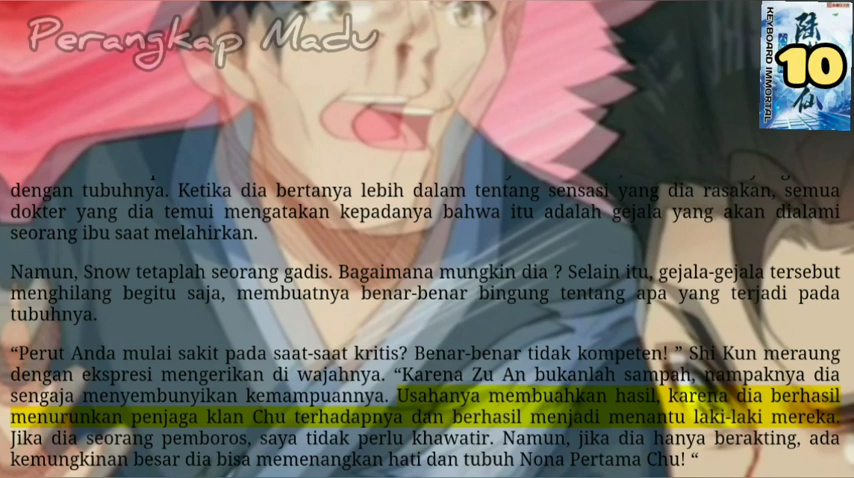 Perangkap Madu
KEYBOARD IMMORTAL
10
dengan tubuhnya. Ketika dia bertanya lebih dalam tentang sensasi yang dia rasakan, semua
dokter yang dia temui mengatakan kepadanya bahwa itu adalah gejala yang akan dialami
seorang ibu saat melahirkan.
Namun, Snow tetaplah seorang gadis. Bagaimana mungkin dia ? Selain itu, gejala-gejala tersebut
menghilang begitu saja, membuatnya benar-benar bingung tentang apa yang terjadi pada
tubuhnya.
“Perut Anda mulai sakit pada saat-saat kritis? Benar-benar tidak kompeten! ” Shi Kun meraung
dengan ekspresi mengerikan di wajahnya. “Karena Zu An bukanlah sampah, nampaknya dia
sengaja menyembunyikan kemampuannya. Usahanya membuahkan hasil, karena dia berhasil
menurunkan penjaga klan Chu terhadapnya dan berhasil menjadi menantu laki-laki mereka.
Jika dia seorang pemboros, saya tidak perlu khawatir. Namun, jika dia hanya berakting, ada
kemungkinan besar dia bisa memenangkan hati dan tubuh Nona Pertama Chu! “